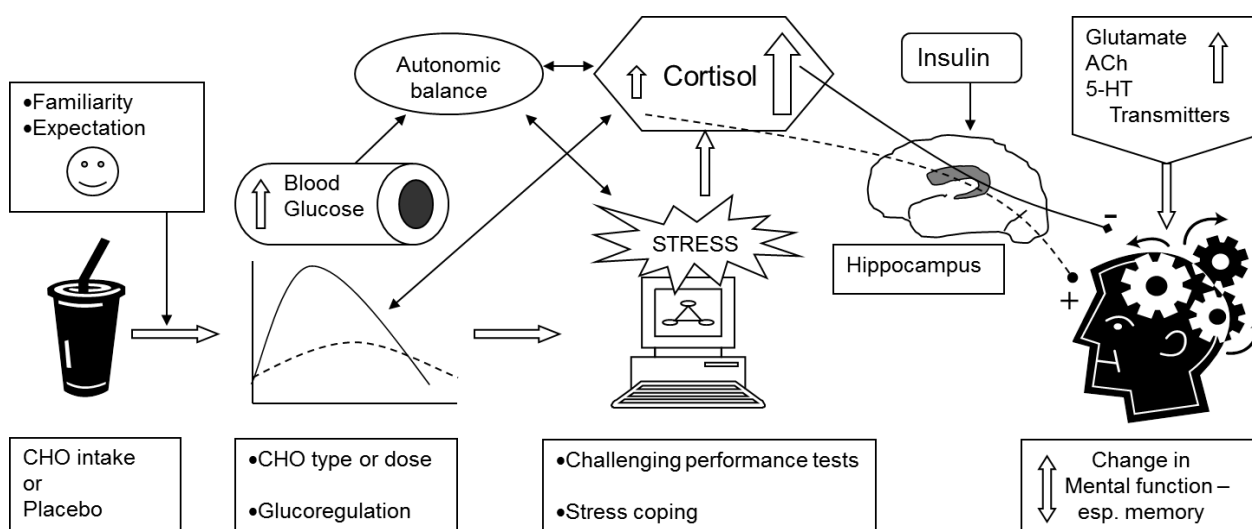 •Familiarity
•Expectation
Autonomic
balance
Cortisol
Insulin
Glutamate
ACh
5-HT
Transmitters
Blood
Glucose
STRESS
Hippocampus
-
+
CHO intake
or
Placebo
•CHO type or dose
•Glucoregulation
•Challenging performance tests
•Stress coping
Change in
Mental function –
esp. memory